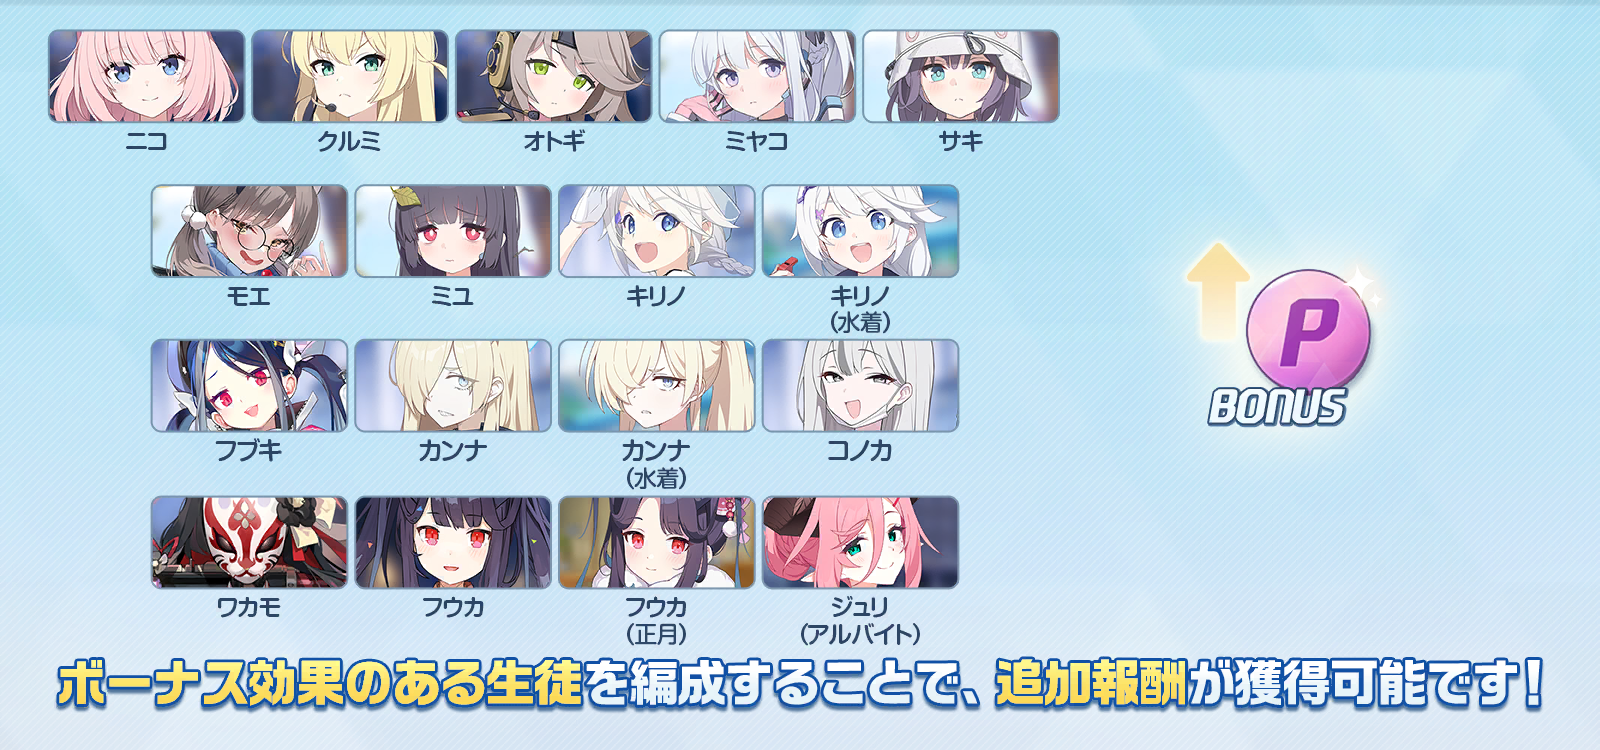 ニコ
クルミ
オトギ
ミヤコ
サキ
モエ
ミユ
キリノ
キリノ
（水着）
フブキ
カンナ
カンナ
（水着）
コノカ
ワカモ
フウカ
フウカ
（正月）
ジュリ
（アルバイト）
P
BONUS
ボーナス効果のある生徒を編成することで、追加報酬が獲得可能です！